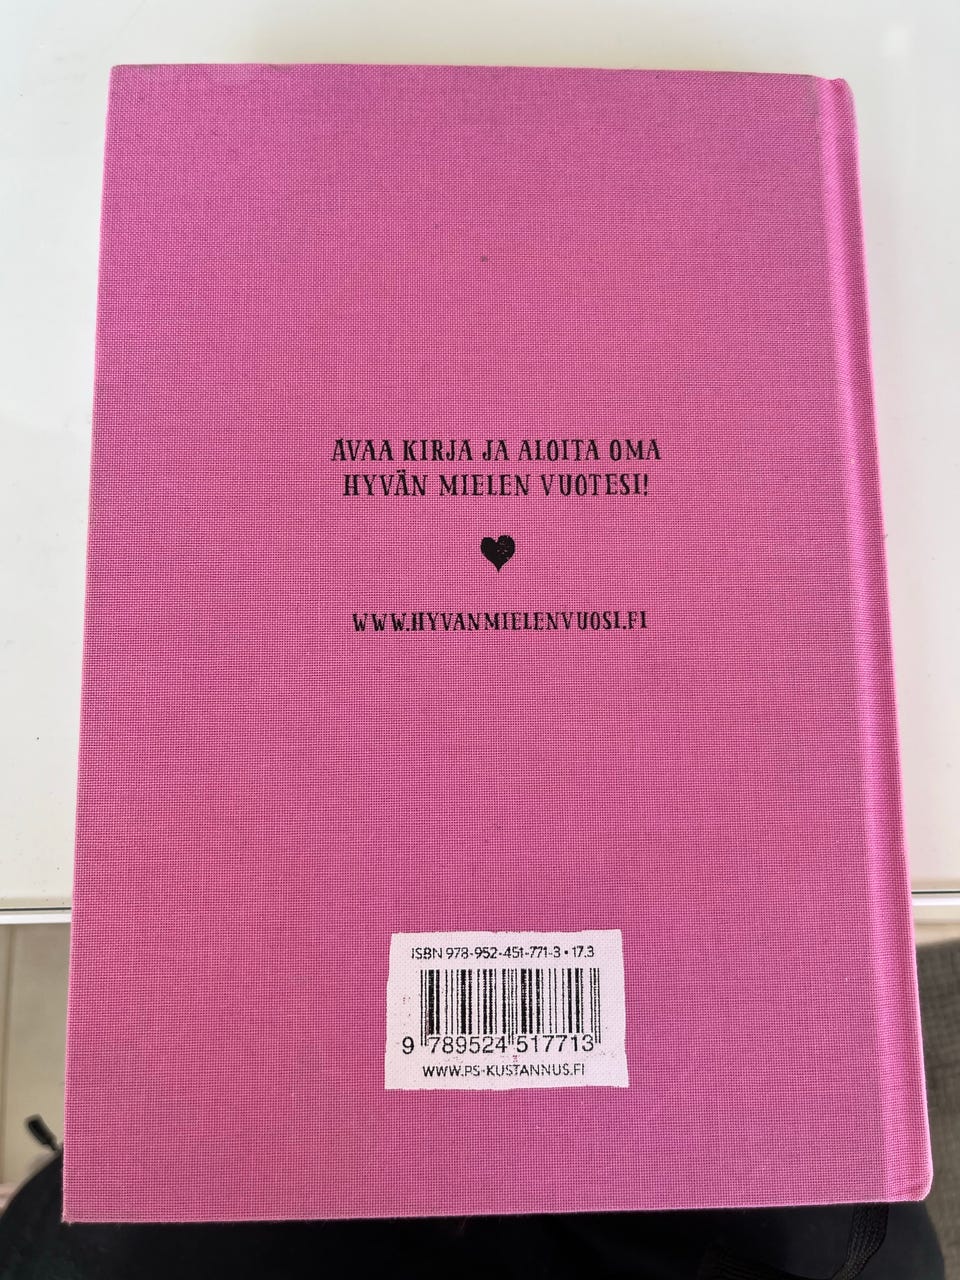 AVAA KIRJA JA ALOITA OMA
HYVÄN MIELEN VUOTESI!
WWW.HYVANMIELENVUOSI.FI
ISBN 978-952-451-771-3 • 17.3
9 789524 517713
WWW.PS-KUSTANNUS.FI